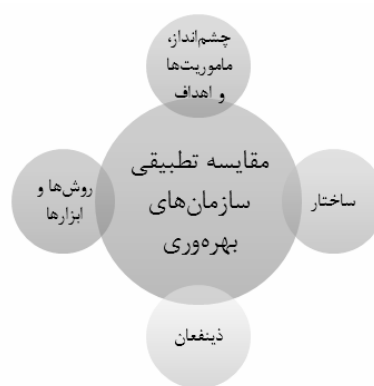 چشم‌انداز،
ماموریت‌ها
و اهداف
مقایسه تطبیقی
سازمان‌های
بهره‌وری
ساختار
روش‌ها و
ابزارها
ذینفعان